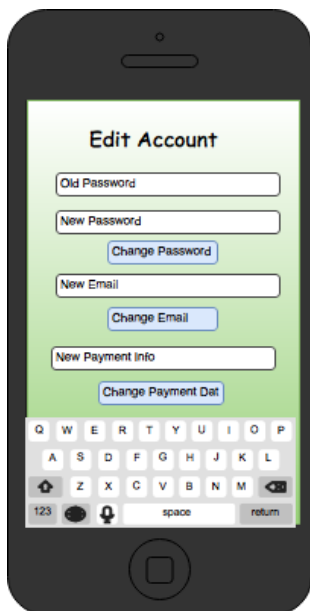 Edit Account
Old Password
New Password
Change Password
New Email
Change Email
New Payment Info
Change Payment Dat
Q W E R T Y U I O P
A S D F G H J K L
Z X C V B N M
123 space return